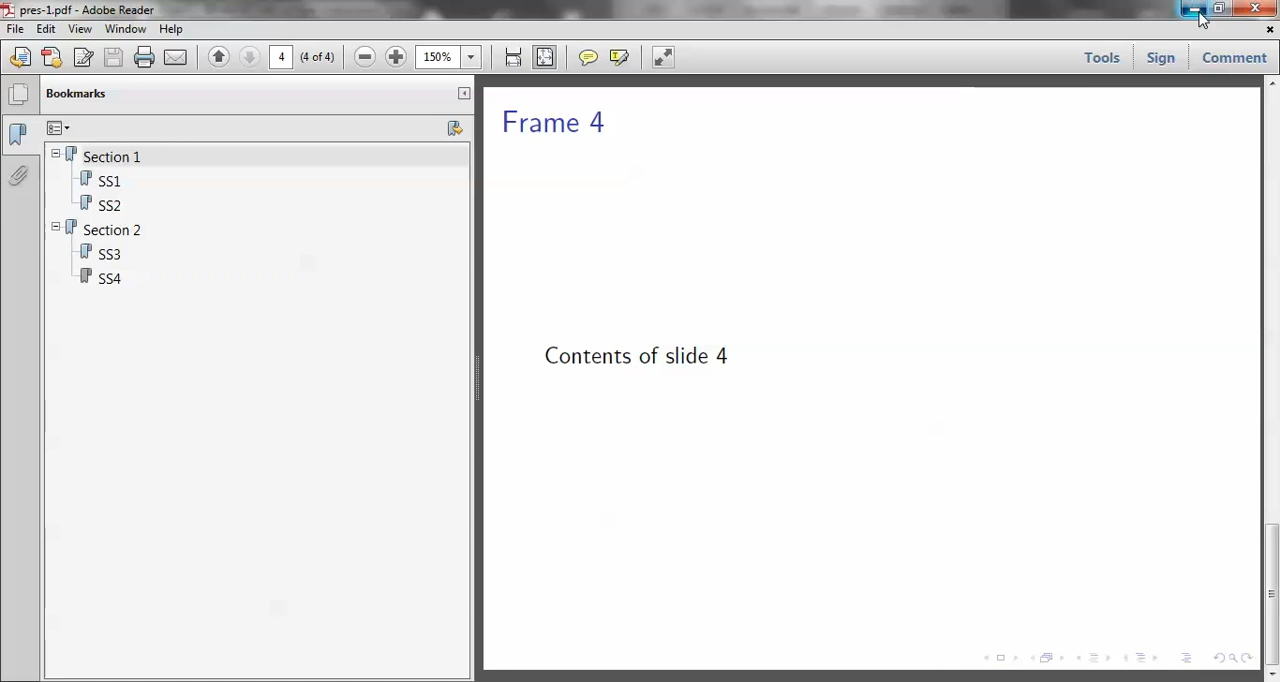 pres-1.pdf - Adobe Reader
File Edit View Window Help
4 (4 of 4) 150% Tools Sign Comment
Bookmarks
Section 1
SS1
SS2
Section 2
SS3
SS4
Frame 4
Contents of slide 4